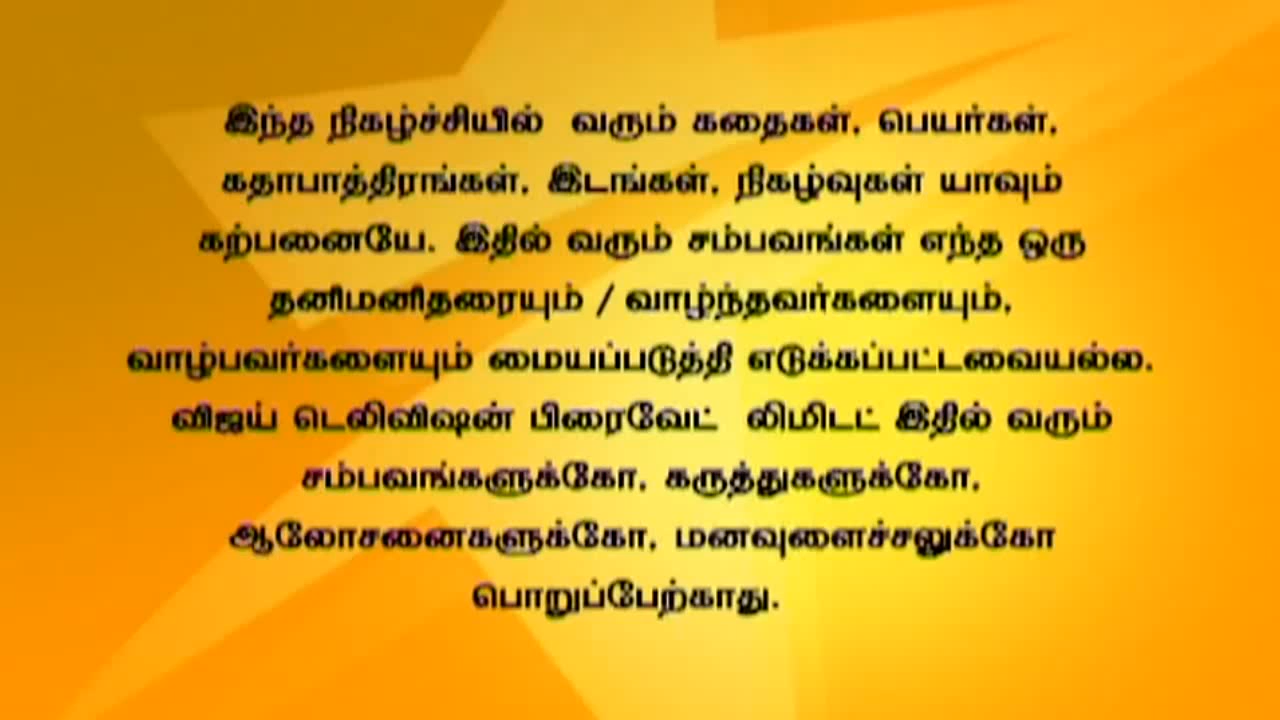 இந்த நிகழ்ச்சியில் வரும் கதைகள், பெயர்கள்,
கதாபாத்திரங்கள், இடங்கள், நிகழ்வுகள் யாவும்
கற்பனையே. இதில் வரும் சம்பவங்கள் எந்த ஒரு
தனிமனிதரையும் / வாழ்ந்தவர்களையும்,
வாழ்பவர்களையும் மையப்படுத்தி எடுக்கப்பட்டவையல்ல.
விஜய் டெலிவிஷன் பிரைவேட் லிமிடட் இதில் வரும்
சம்பவங்களுக்கோ, கருத்துகளுக்கோ,
ஆலோசனைகளுக்கோ, மனவுளைச்சலுக்கோ
பொறுப்பேற்காது.